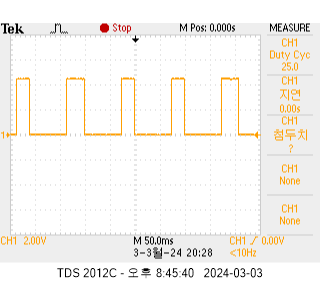 Tek Stop M Pos: 0.000s MEASURE
CH1
Duty Cyc
25.0
CH1
지연
0.00s
CH1
첨두치
?
CH1
None
CH1
None
1
CH1 2.00V M 50.0ms CH1 / 0.00V
3-3월-24 20:28 <10Hz
TDS 2012C - 오후 8:45:40 2024-03-03